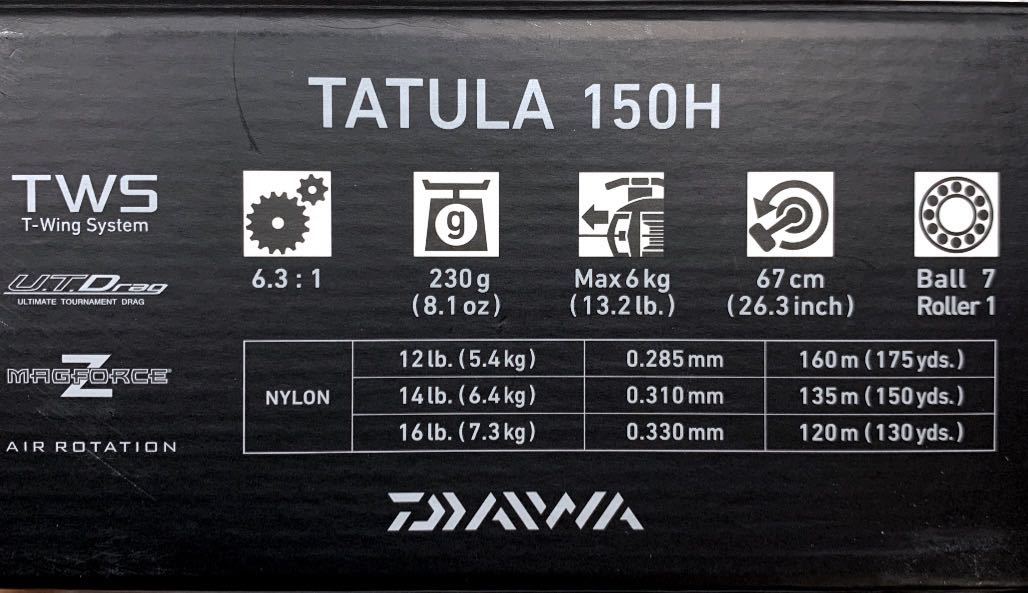 TATULA 150H
TWS
T-Wing System
U.T.Drag
ULTIMATE TOURNAMENT DRAG
MAGFORCE Z
AIR ROTATION
g
6.3 : 1
230 g
(8.1 oz)
Max 6 kg
(13.2 lb.)
67 cm
(26.3 inch)
Ball 7
Roller 1
NYLON
12 lb. (5.4 kg) 0.285 mm 160 m (175 yds.)
14 lb. (6.4 kg) 0.310 mm 135 m (150 yds.)
16 lb. (7.3 kg) 0.330 mm 120 m (130 yds.)
DAIWA